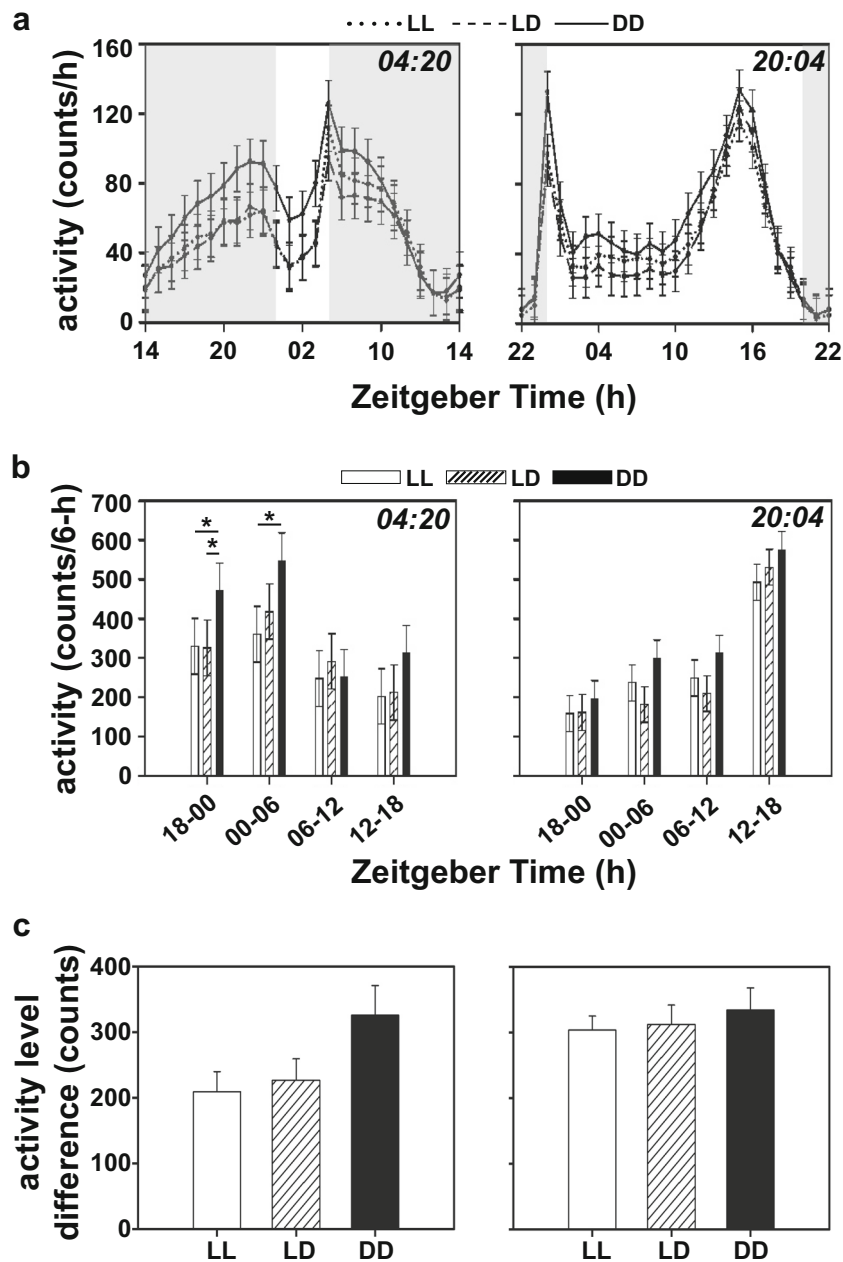 a
LL LD DD
160
120
80
40
0
activity (counts/h)
04:20
20:04
14 20 02 10 14
22 04 10 16 22
Zeitgeber Time (h)
b
LL LD DD
700
600
500
400
300
200
100
0
activity (counts/6-h)
04:20
20:04
*
*
*
18-00 00-06 06-12 12-18
18-00 00-06 06-12 12-18
Zeitgeber Time (h)
c
400
300
200
100
0
activity level
difference (counts)
LL LD DD
LL LD DD